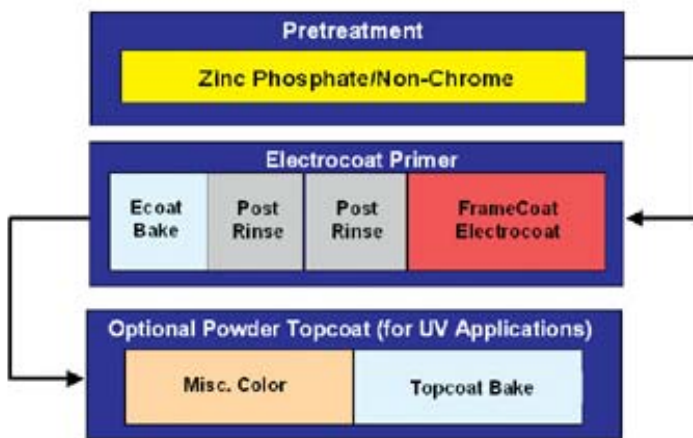 Pretreatment
Zinc Phosphate/Non-Chrome
Electrocoat Primer
Ecoat
Bake
Post
Rinse
Post
Rinse
FrameCoat
Electrocoat
Optional Powder Topcoat (for UV Applications)
Misc. Color
Topcoat Bake